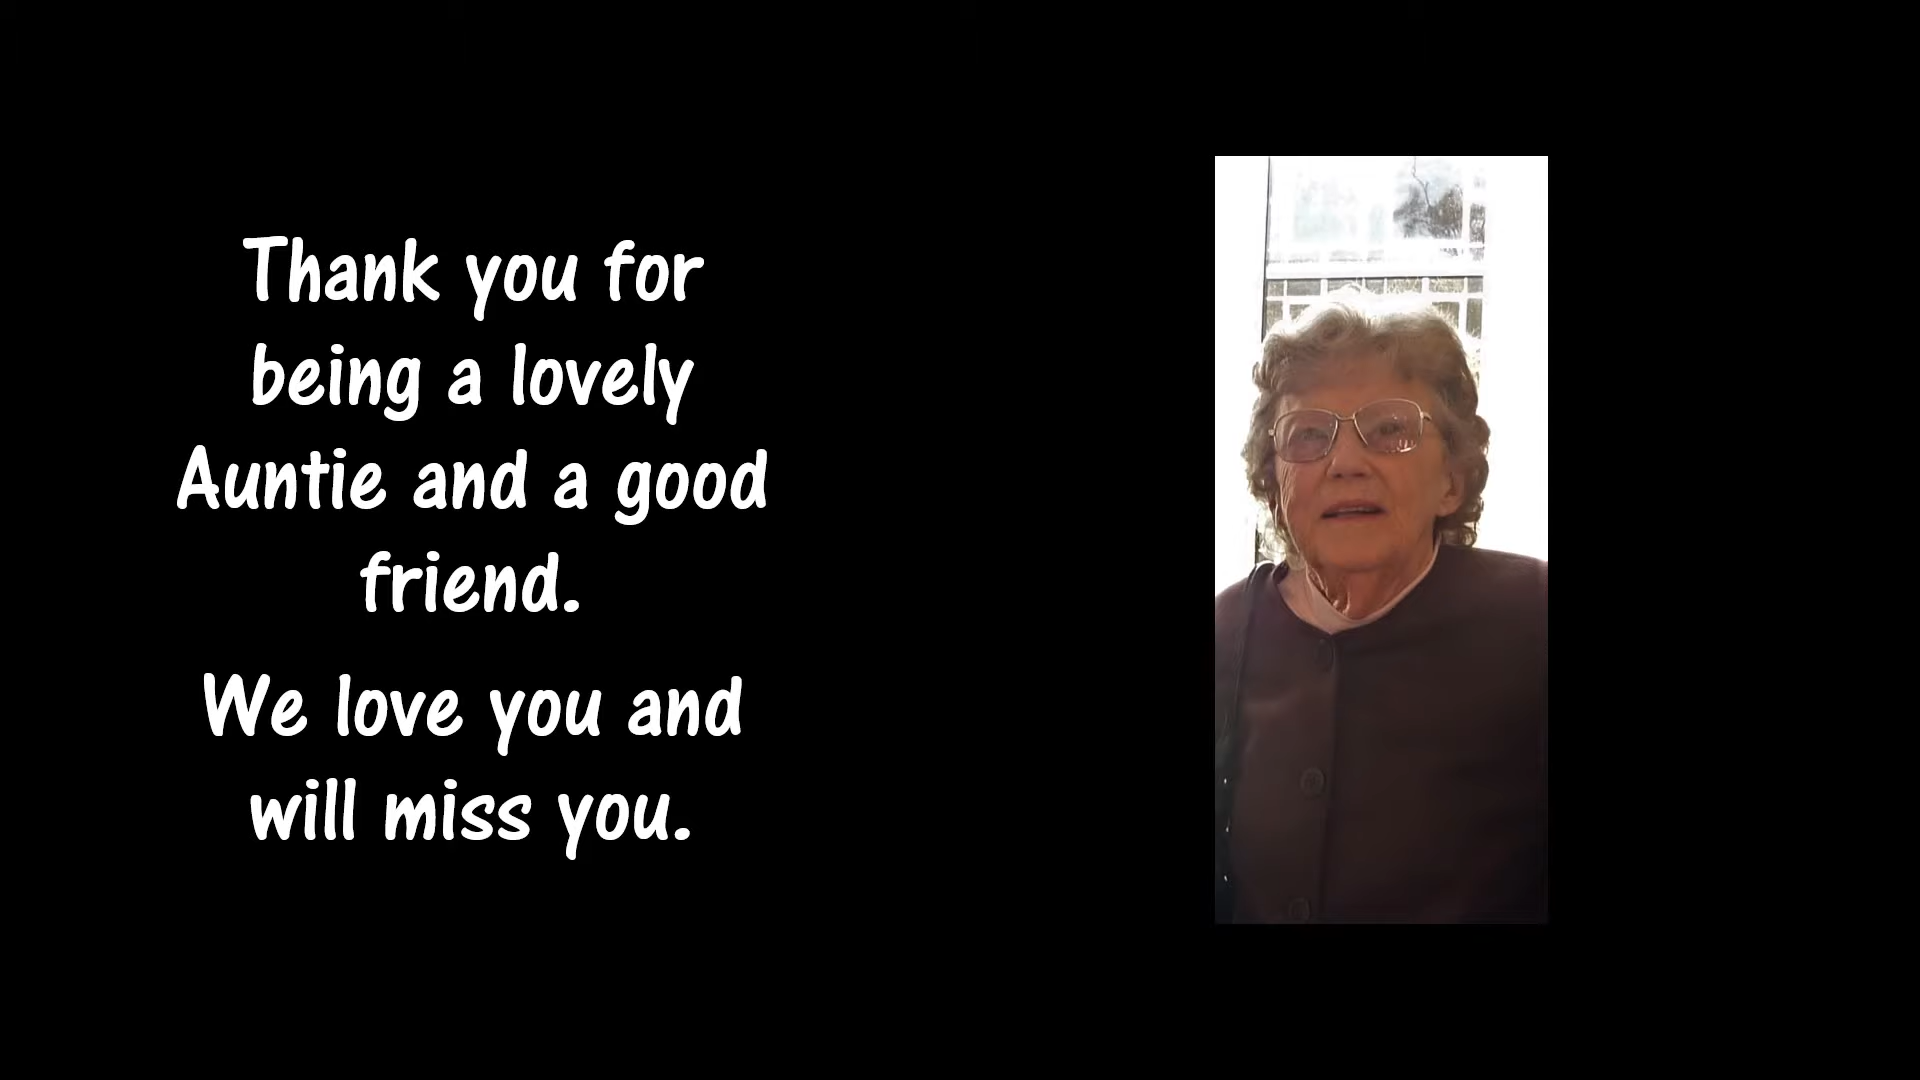 Thank you for
being a lovely
Auntie and a good
friend.
We love you and
will miss you.